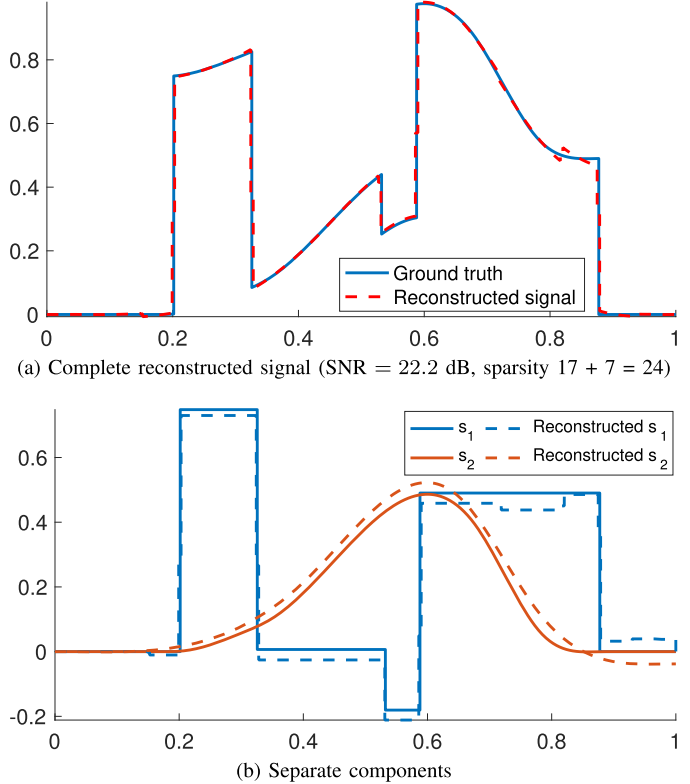 0.8
0.6
0.4
0.2
0
0 0.2 0.4 0.6 0.8 1
Ground truth
Reconstructed signal
(a) Complete reconstructed signal (SNR = 22.2 dB, sparsity 17 + 7 = 24)
0.6
0.4
0.2
0
-0.2
0 0.2 0.4 0.6 0.8 1
s1 Reconstructed s1
s2 Reconstructed s2
(b) Separate components